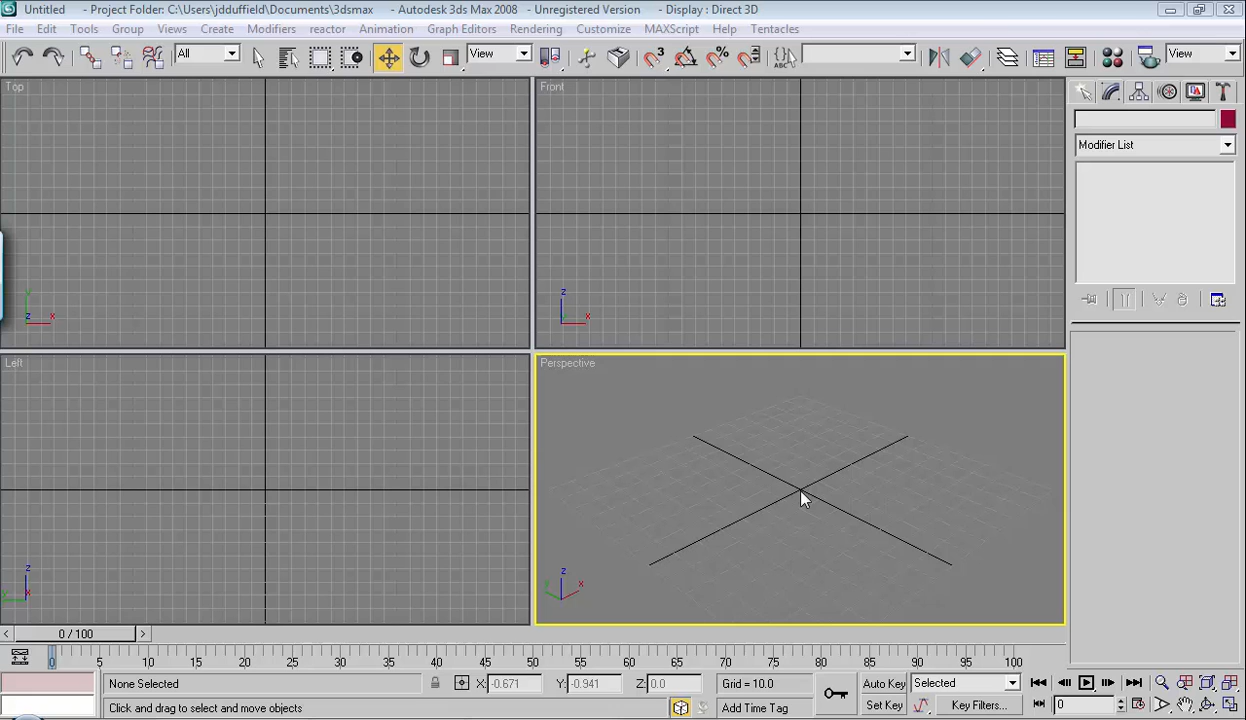 Untitled - Project Folder: C:\Users\jdduffield\Documents\3dsmax - Autodesk 3ds Max 2008 - Unregistered Version - Display : Direct 3D
File Edit Tools Group Views Create Modifiers reactor Animation Graph Editors Rendering Customize MAXScript Help Tentacles
All View 3 % ABC View
Top Front
Modifier List
y z x z x
Left Perspective
z y x z y x
0 / 100
0 5 10 15 20 25 30 35 40 45 50 55 60 65 70 75 80 85 90 95 100
None Selected X: -0.671 Y: -0.941 Z: 0.0 Grid = 10.0 Auto Key Selected
Click and drag to select and move objects Add Time Tag Set Key Key Filters... 0